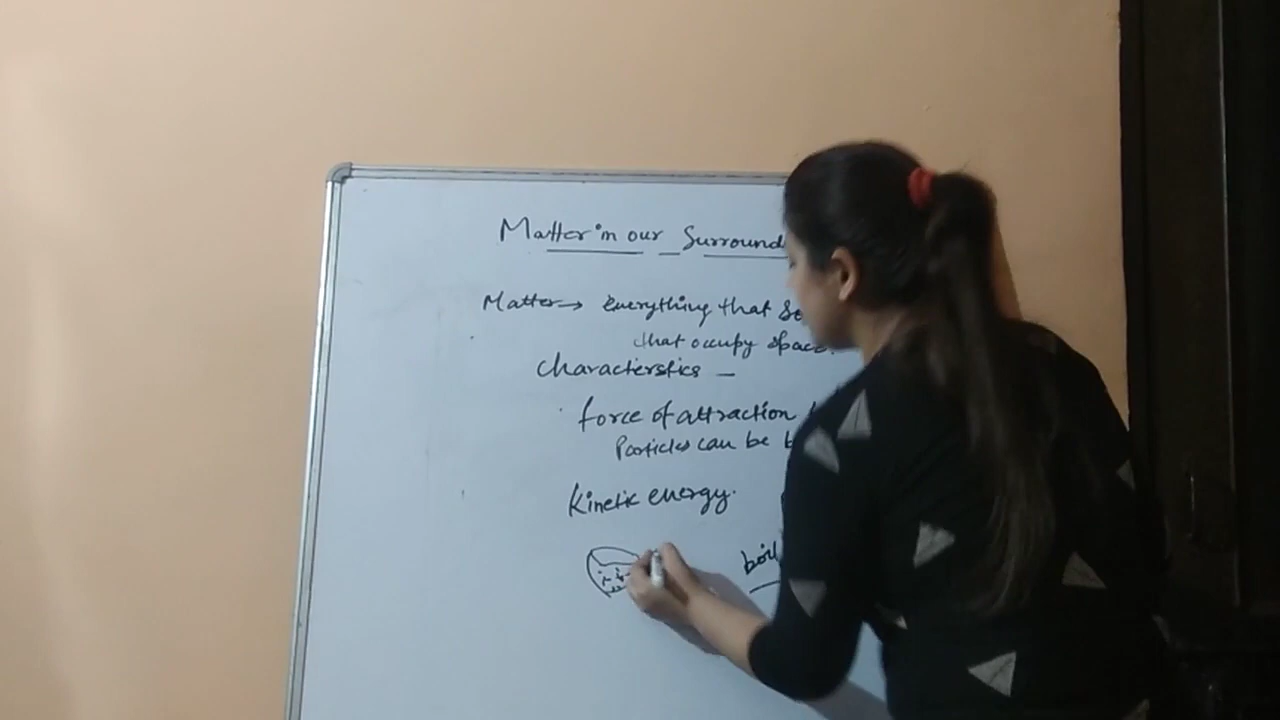 Matter in our Surround
Matter → everything that
that occupy space.
Characterstics —
force of attraction
Particles can be
Kinetic energy.
boil